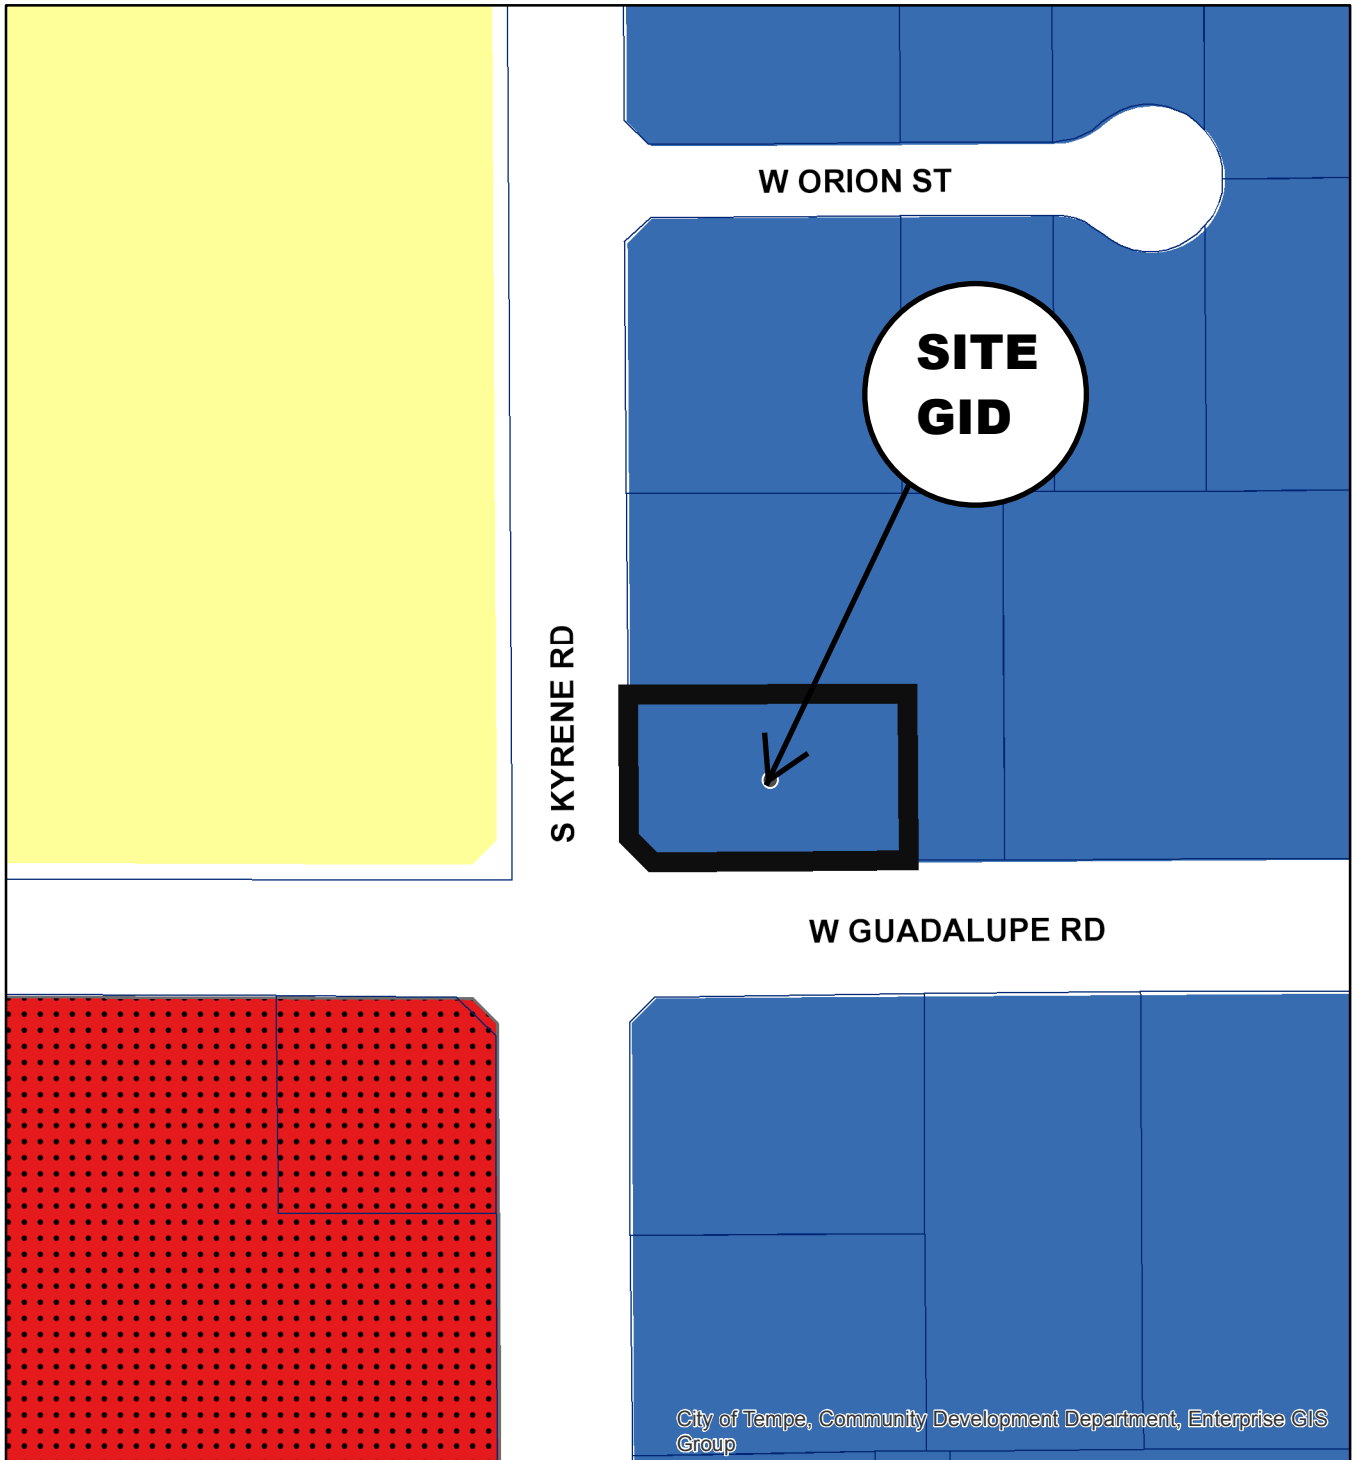 W ORION ST
SITE
GID
S KYRENE RD
W GUADALUPE RD
City of Tempe, Community Development Department, Enterprise GIS
Group